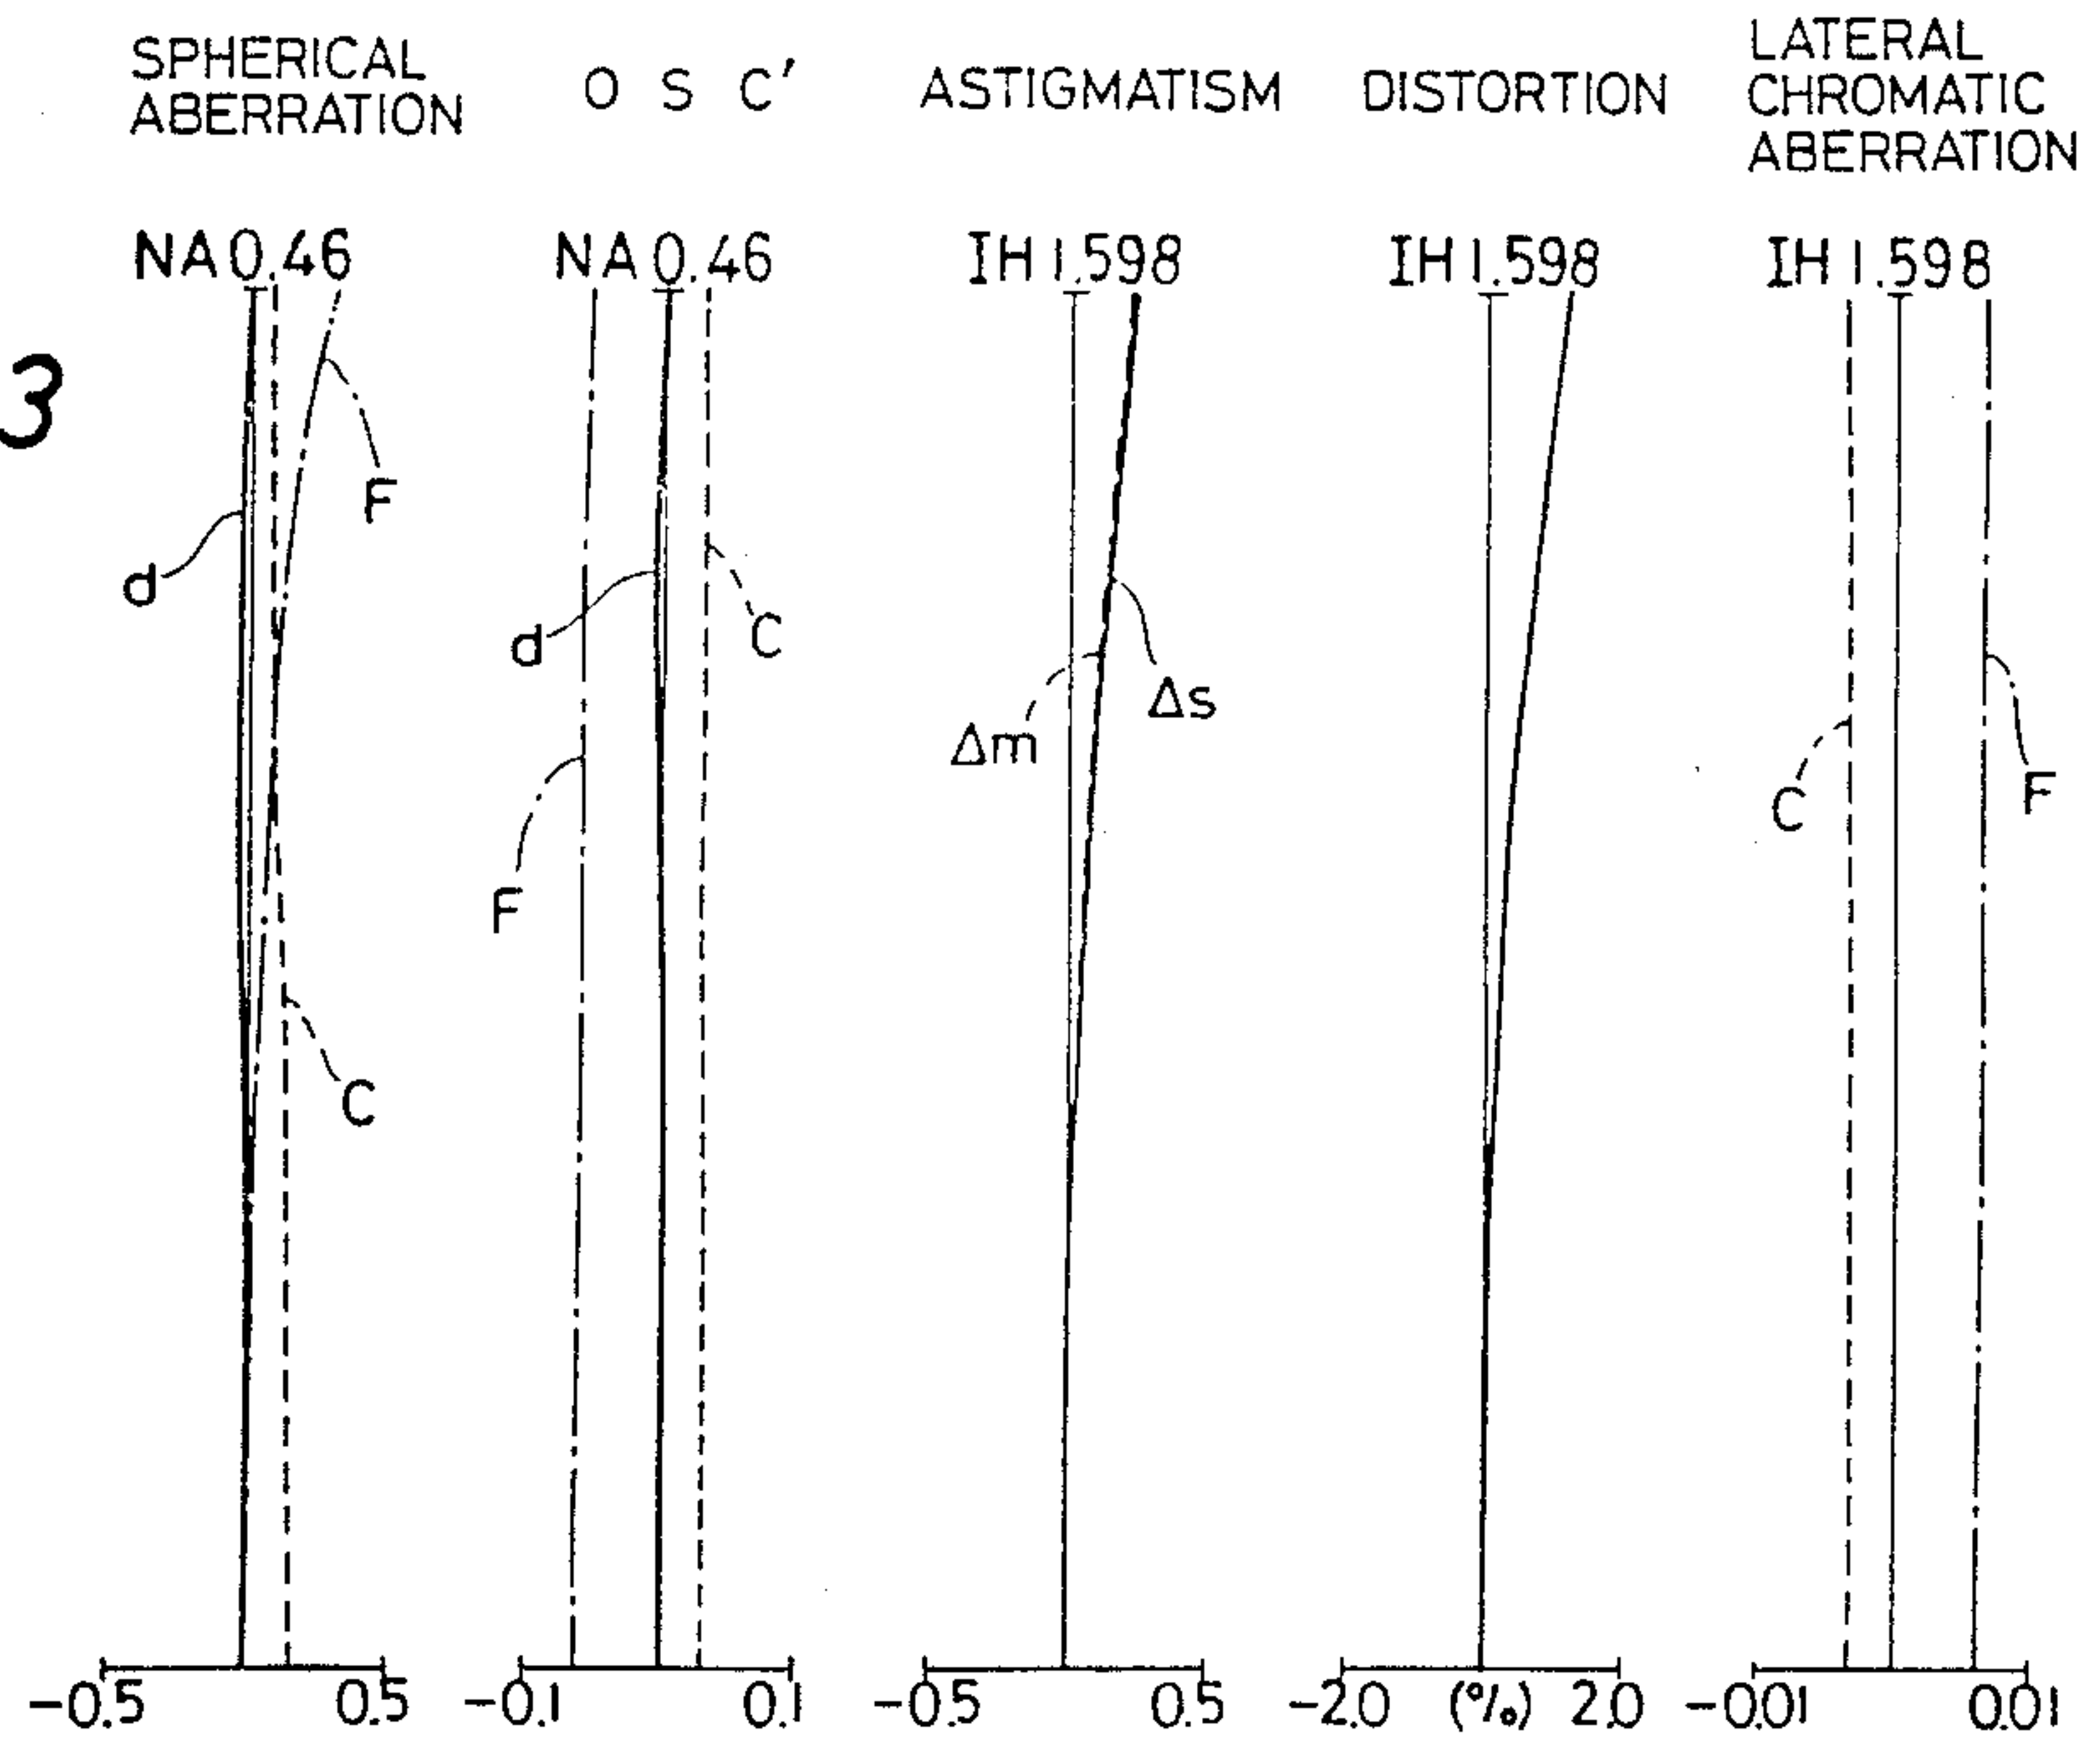 SPHERICAL
ABERRATION
O S C'
ASTIGMATISM
DISTORTION
LATERAL
CHROMATIC
ABERRATION
NA 0.46
NA 0.46
IH 1.598
IH 1.598
IH 1.598
3
F
d
d
C
Δs
Δm
F
C
F
C
-0.5 0.5
-0.1 0.1
-0.5 0.5
-2.0 (%) 2.0
-0.01 0.01